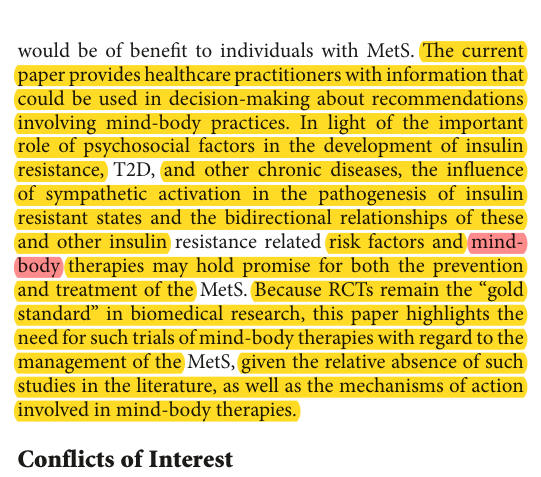 would be of benefit to individuals with MetS. The current
paper provides healthcare practitioners with information that
could be used in decision-making about recommendations
involving mind-body practices. In light of the important
role of psychosocial factors in the development of insulin
resistance, T2D, and other chronic diseases, the influence
of sympathetic activation in the pathogenesis of insulin
resistant states and the bidirectional relationships of these
and other insulin resistance related risk factors and mind-
body therapies may hold promise for both the prevention
and treatment of the MetS. Because RCTs remain the “gold
standard” in biomedical research, this paper highlights the
need for such trials of mind-body therapies with regard to the
management of the MetS, given the relative absence of such
studies in the literature, as well as the mechanisms of action
involved in mind-body therapies.
Conflicts of Interest